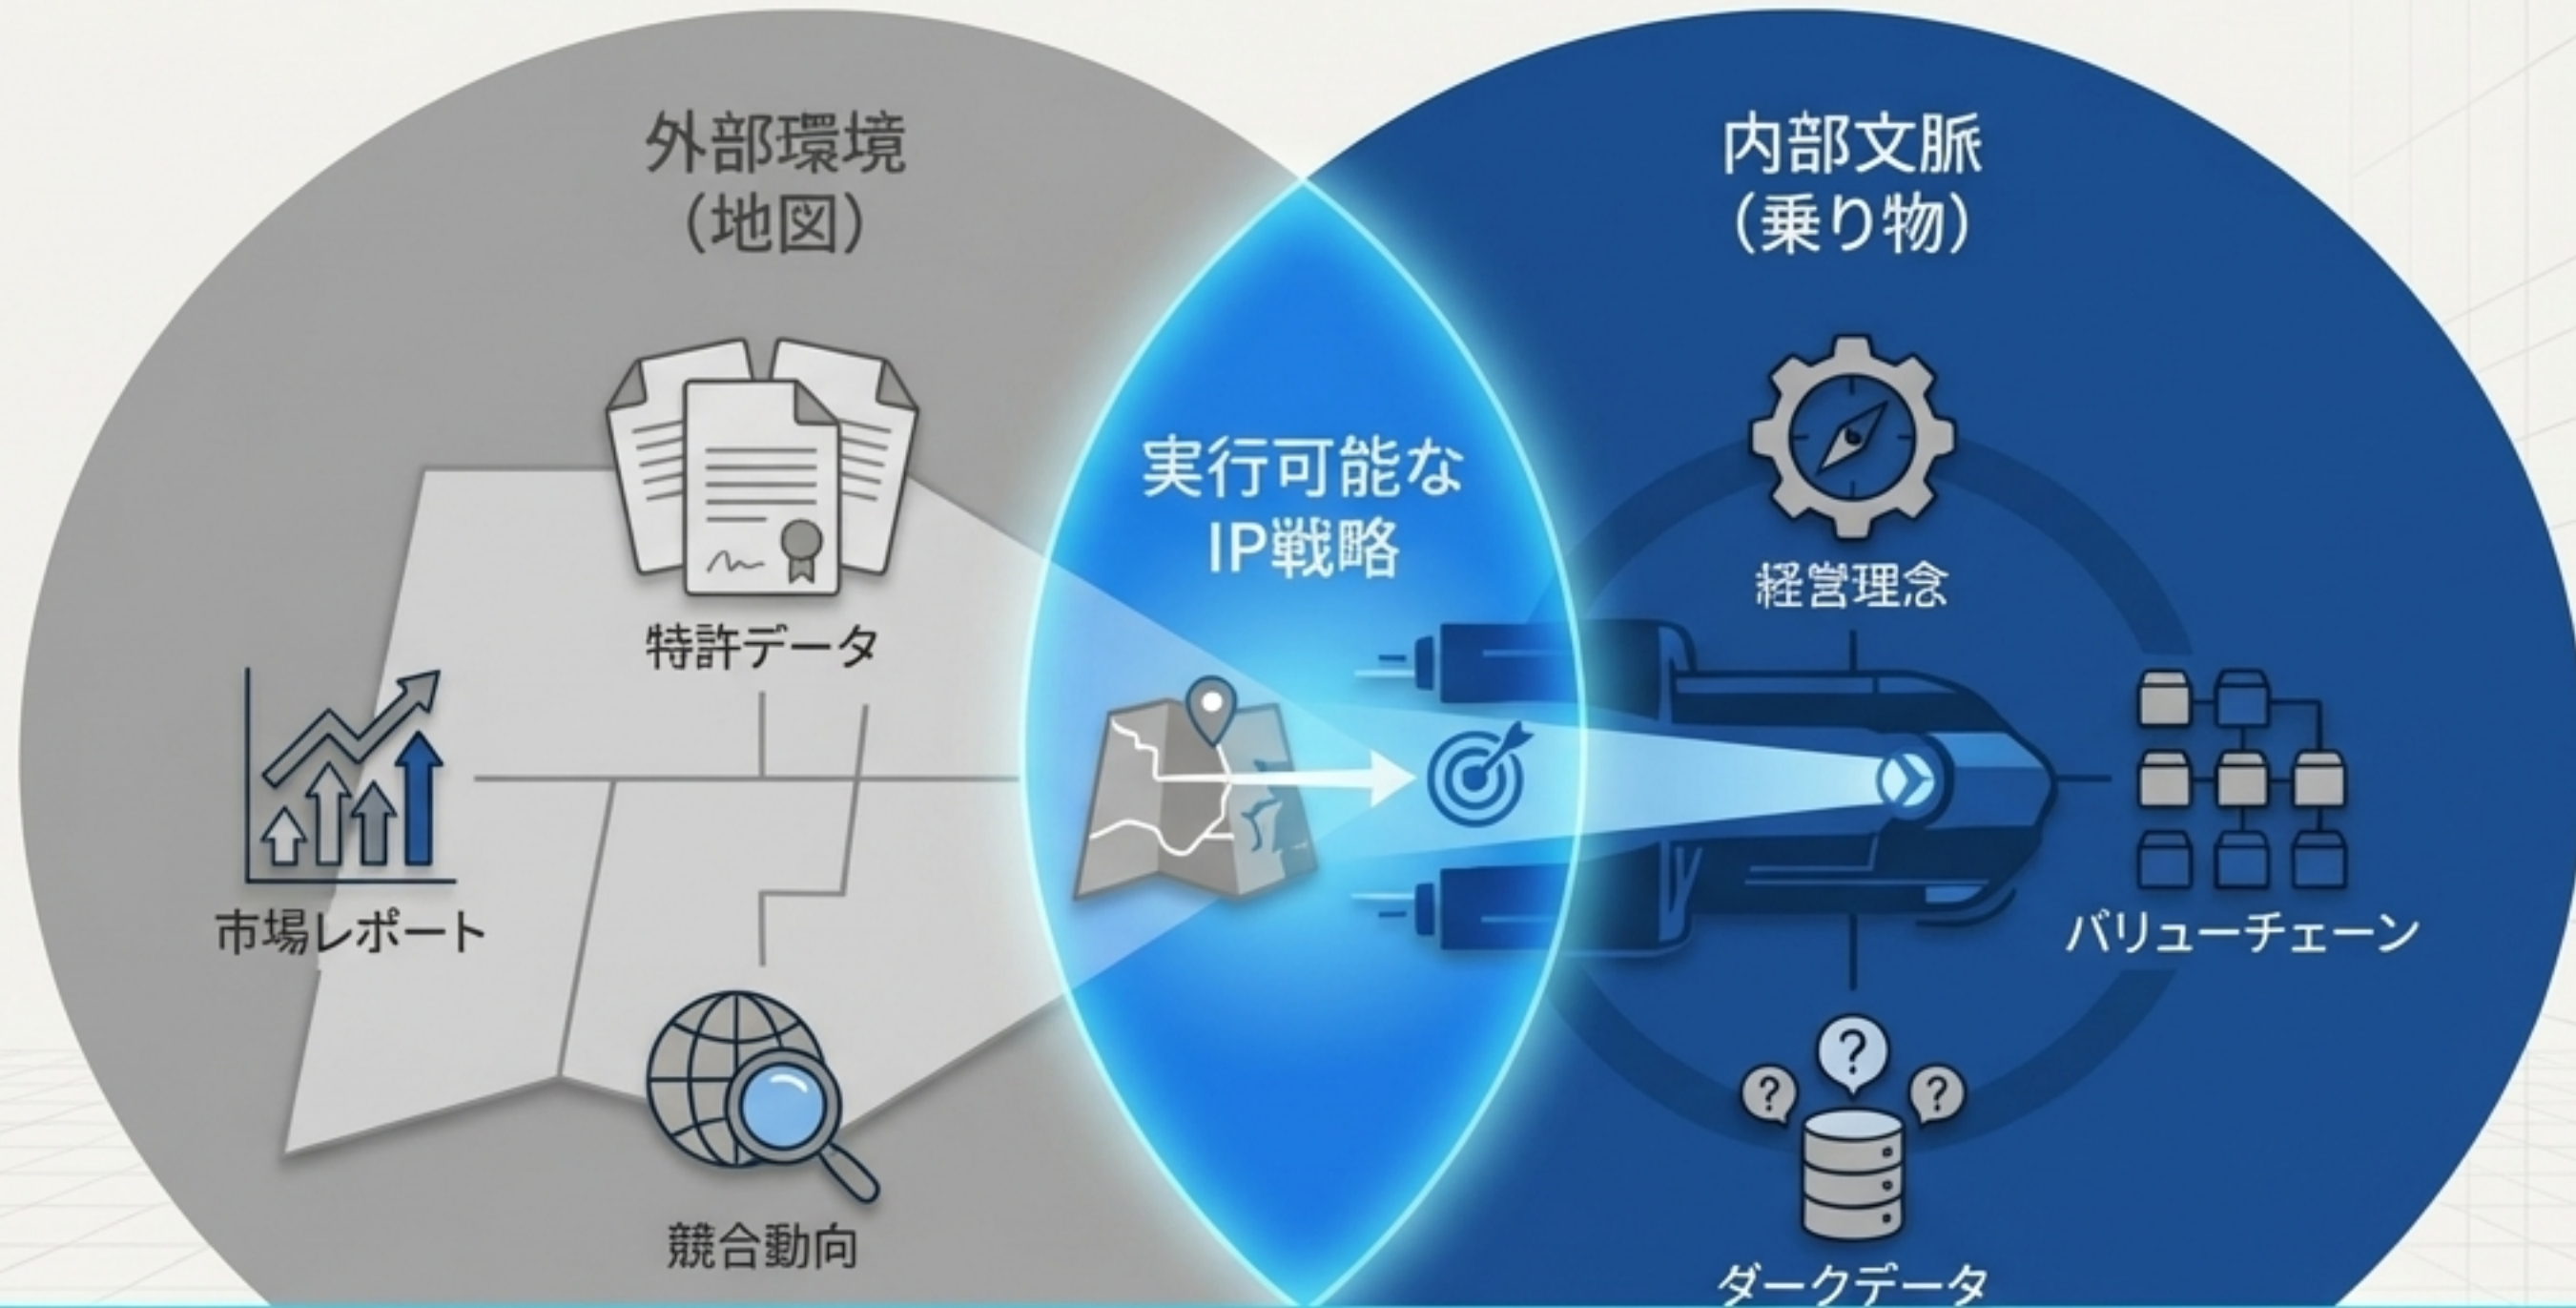 外部環境
（地図）
特許データ
市場レポート
競合動向
実行可能な
IP戦略
内部文脈
（乗り物）
経営理念
バリューチェーン
ダークデータ
?
?
?